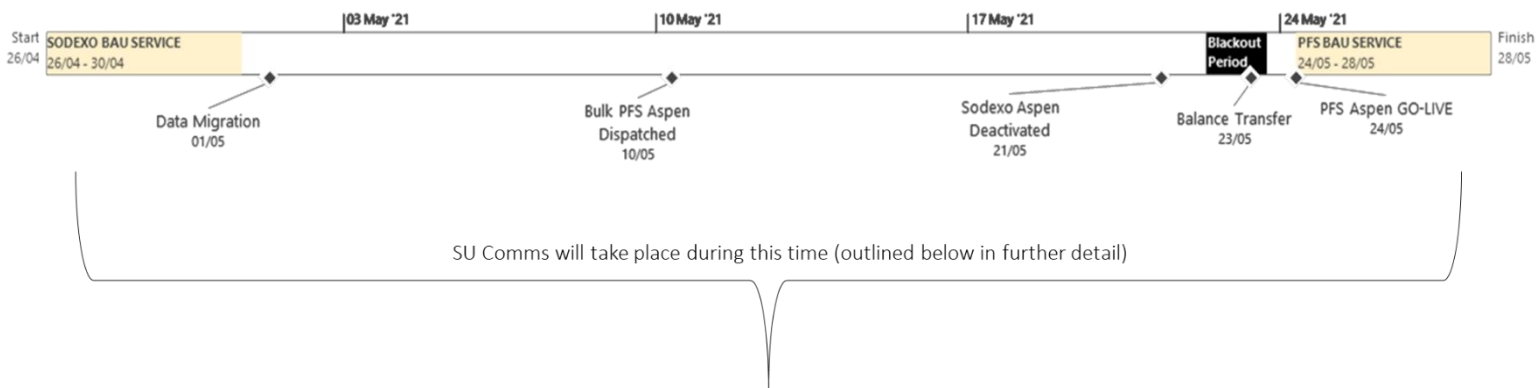 03 May '21
10 May '21
17 May '21
24 May '21
Start
26/04
SODEXO BAU SERVICE
26/04 - 30/04
Blackout
Period
PFS BAU SERVICE
24/05 - 28/05
Finish
28/05
Data Migration
01/05
Bulk PFS Aspen
Dispatched
10/05
Sodexo Aspen
Deactivated
21/05
Balance Transfer
23/05
PFS Aspen GO-LIVE
24/05
SU Comms will take place during this time (outlined below in further detail)